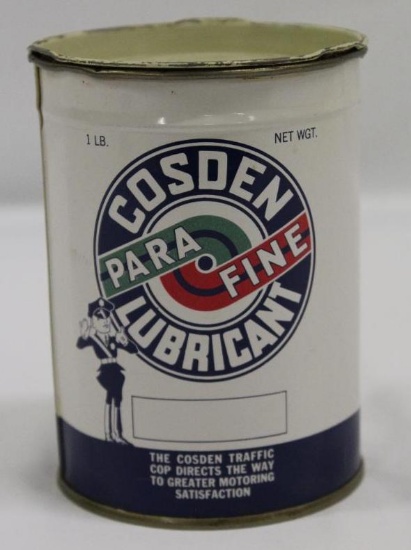 1 LB. NET WGT.
COSDEN
PARA FINE
LUBRICANT
THE COSDEN TRAFFIC
COP DIRECTS THE WAY
TO GREATER MOTORING
SATISFACTION